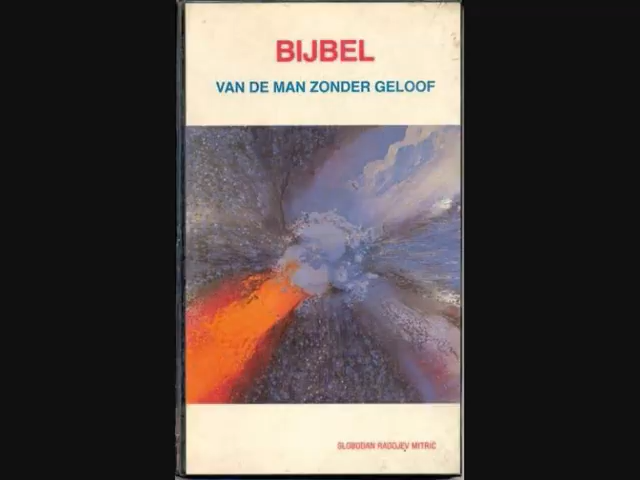 BIJBEL
VAN DE MAN ZONDER GELOOF
SLOBODAN RADOJEV MITRIĆ